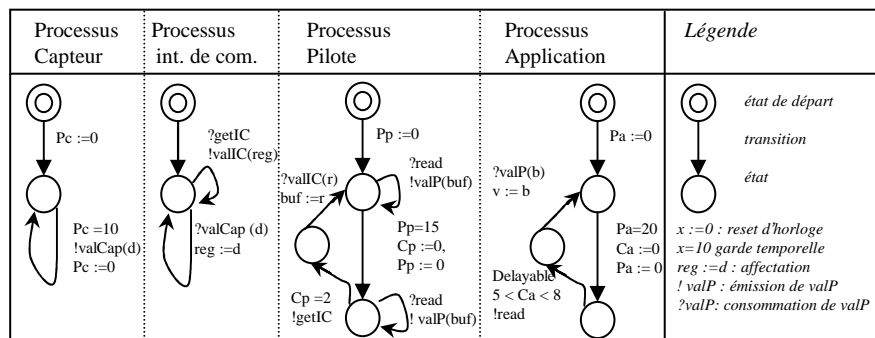 Processus
Capteur
Processus
int. de com.
Processus
Pilote
Processus
Application
Légende
Pc :=0
Pc =10
!valCap(d)
Pc :=0
?getIC
!valIC(reg)
?valCap (d)
reg :=d
Pp :=0
?read
!valP(buf)
?valIC(r)
buf :=r
Pp=15
Cp :=0,
Pp := 0
Cp =2
!getIC
?read
! valP(buf)
Pa :=0
?valP(b)
v := b
Pa=20
Ca :=0
Pa := 0
Delayable
5 < Ca < 8
!read
état de départ
transition
état
x :=0 : reset d'horloge
x=10 garde temporelle
reg :=d : affectation
! valP : émission de valP
?valP: consommation de valP